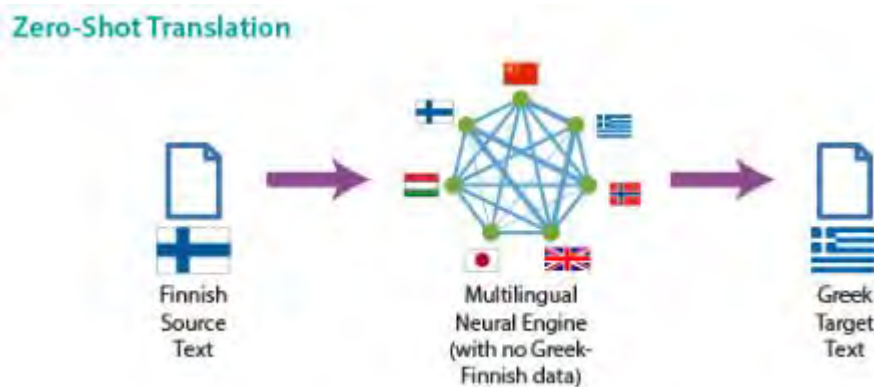 Zero-Shot Translation
Finnish
Source
Text
Multilingual
Neural Engine
(with no Greek-
Finnish data)
Greek
Target
Text